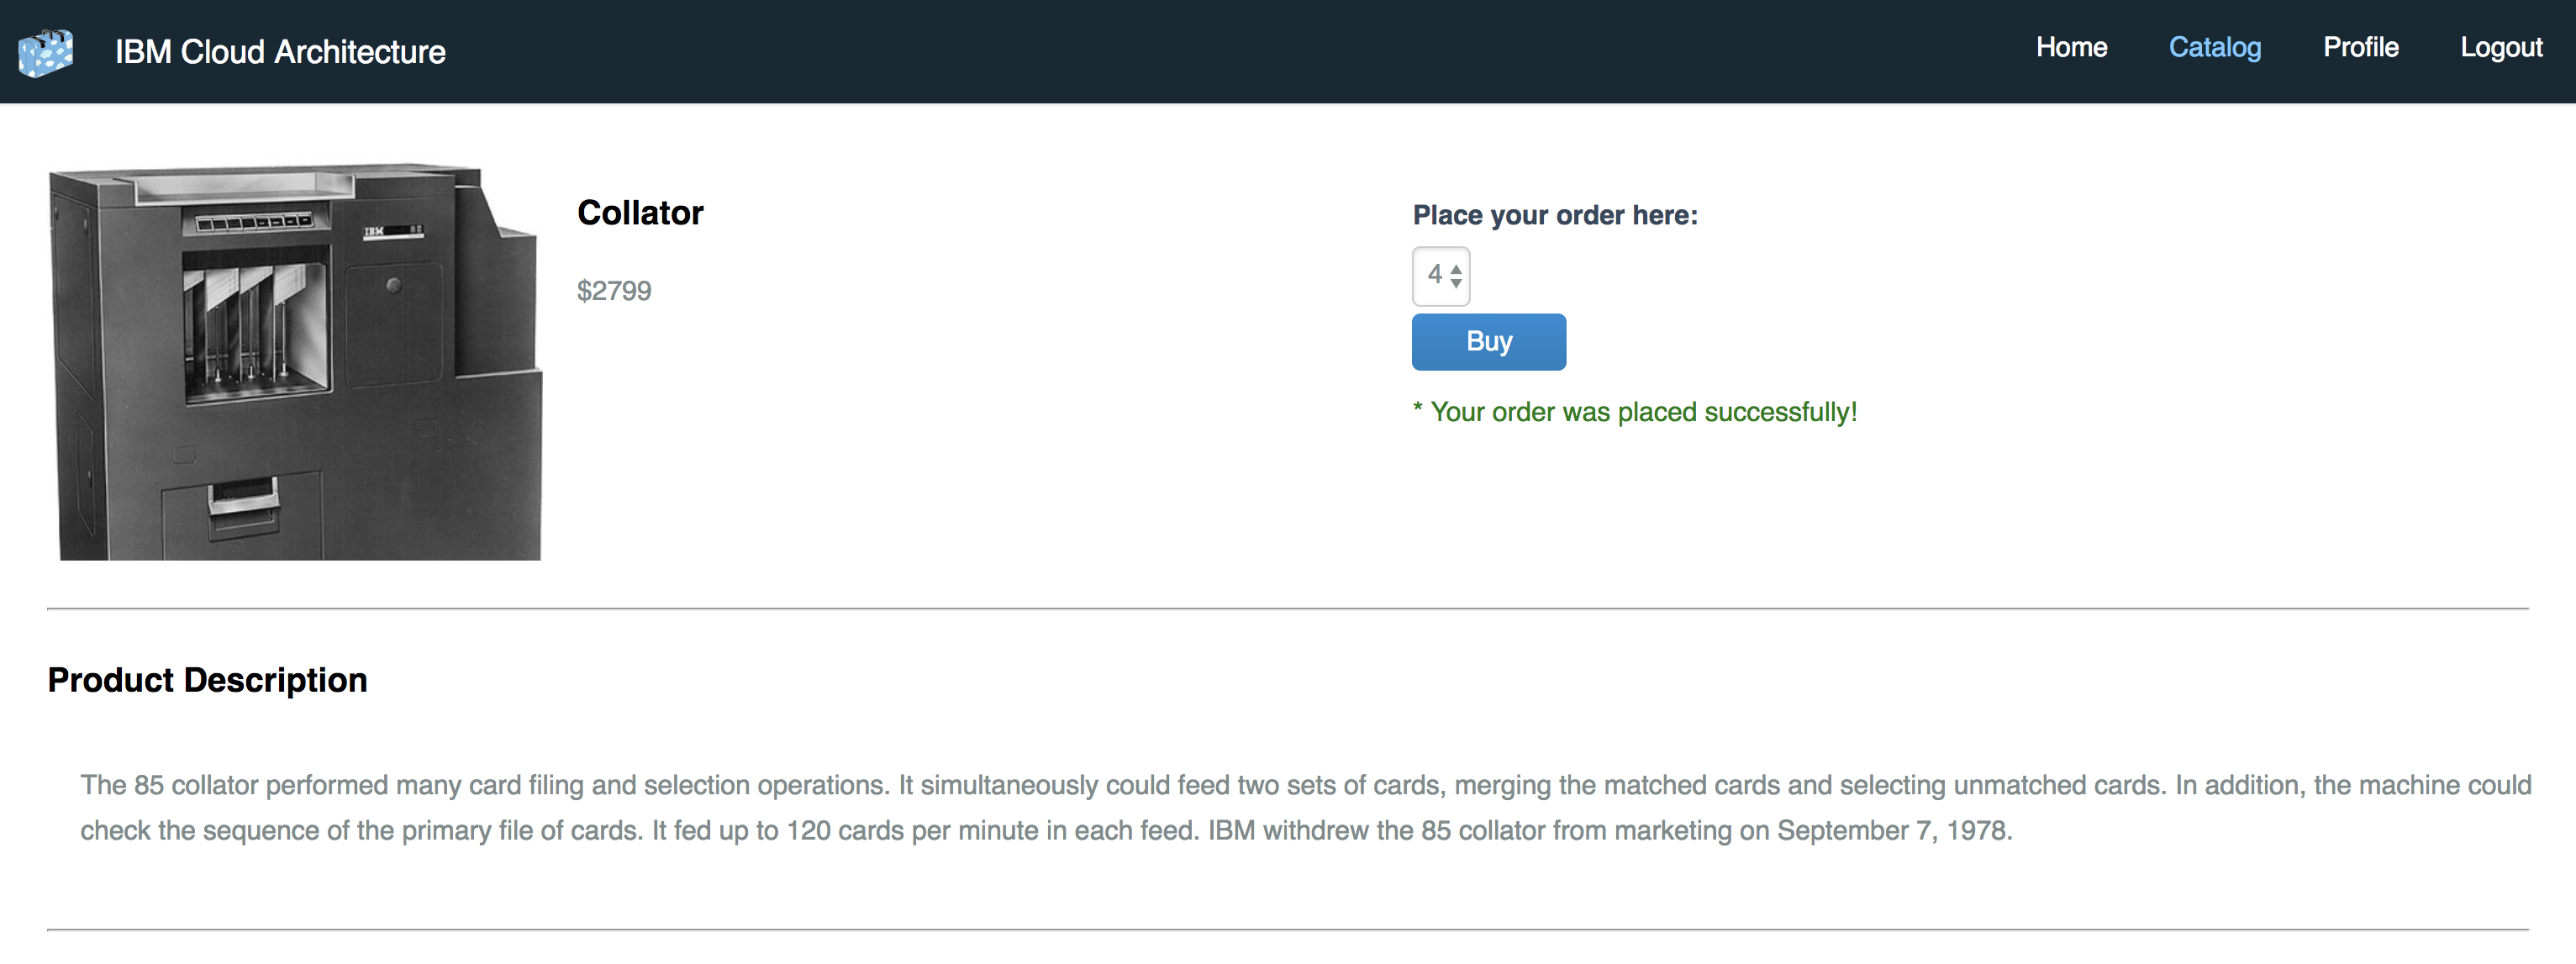 IBM Cloud Architecture
Home Catalog Profile Logout
IBM 85
Collator
$2799
Place your order here:
4
Buy
* Your order was placed successfully!
Product Description
The 85 collator performed many card filing and selection operations. It simultaneously could feed two sets of cards, merging the matched cards and selecting unmatched cards. In addition, the machine could
check the sequence of the primary file of cards. It fed up to 120 cards per minute in each feed. IBM withdrew the 85 collator from marketing on September 7, 1978.